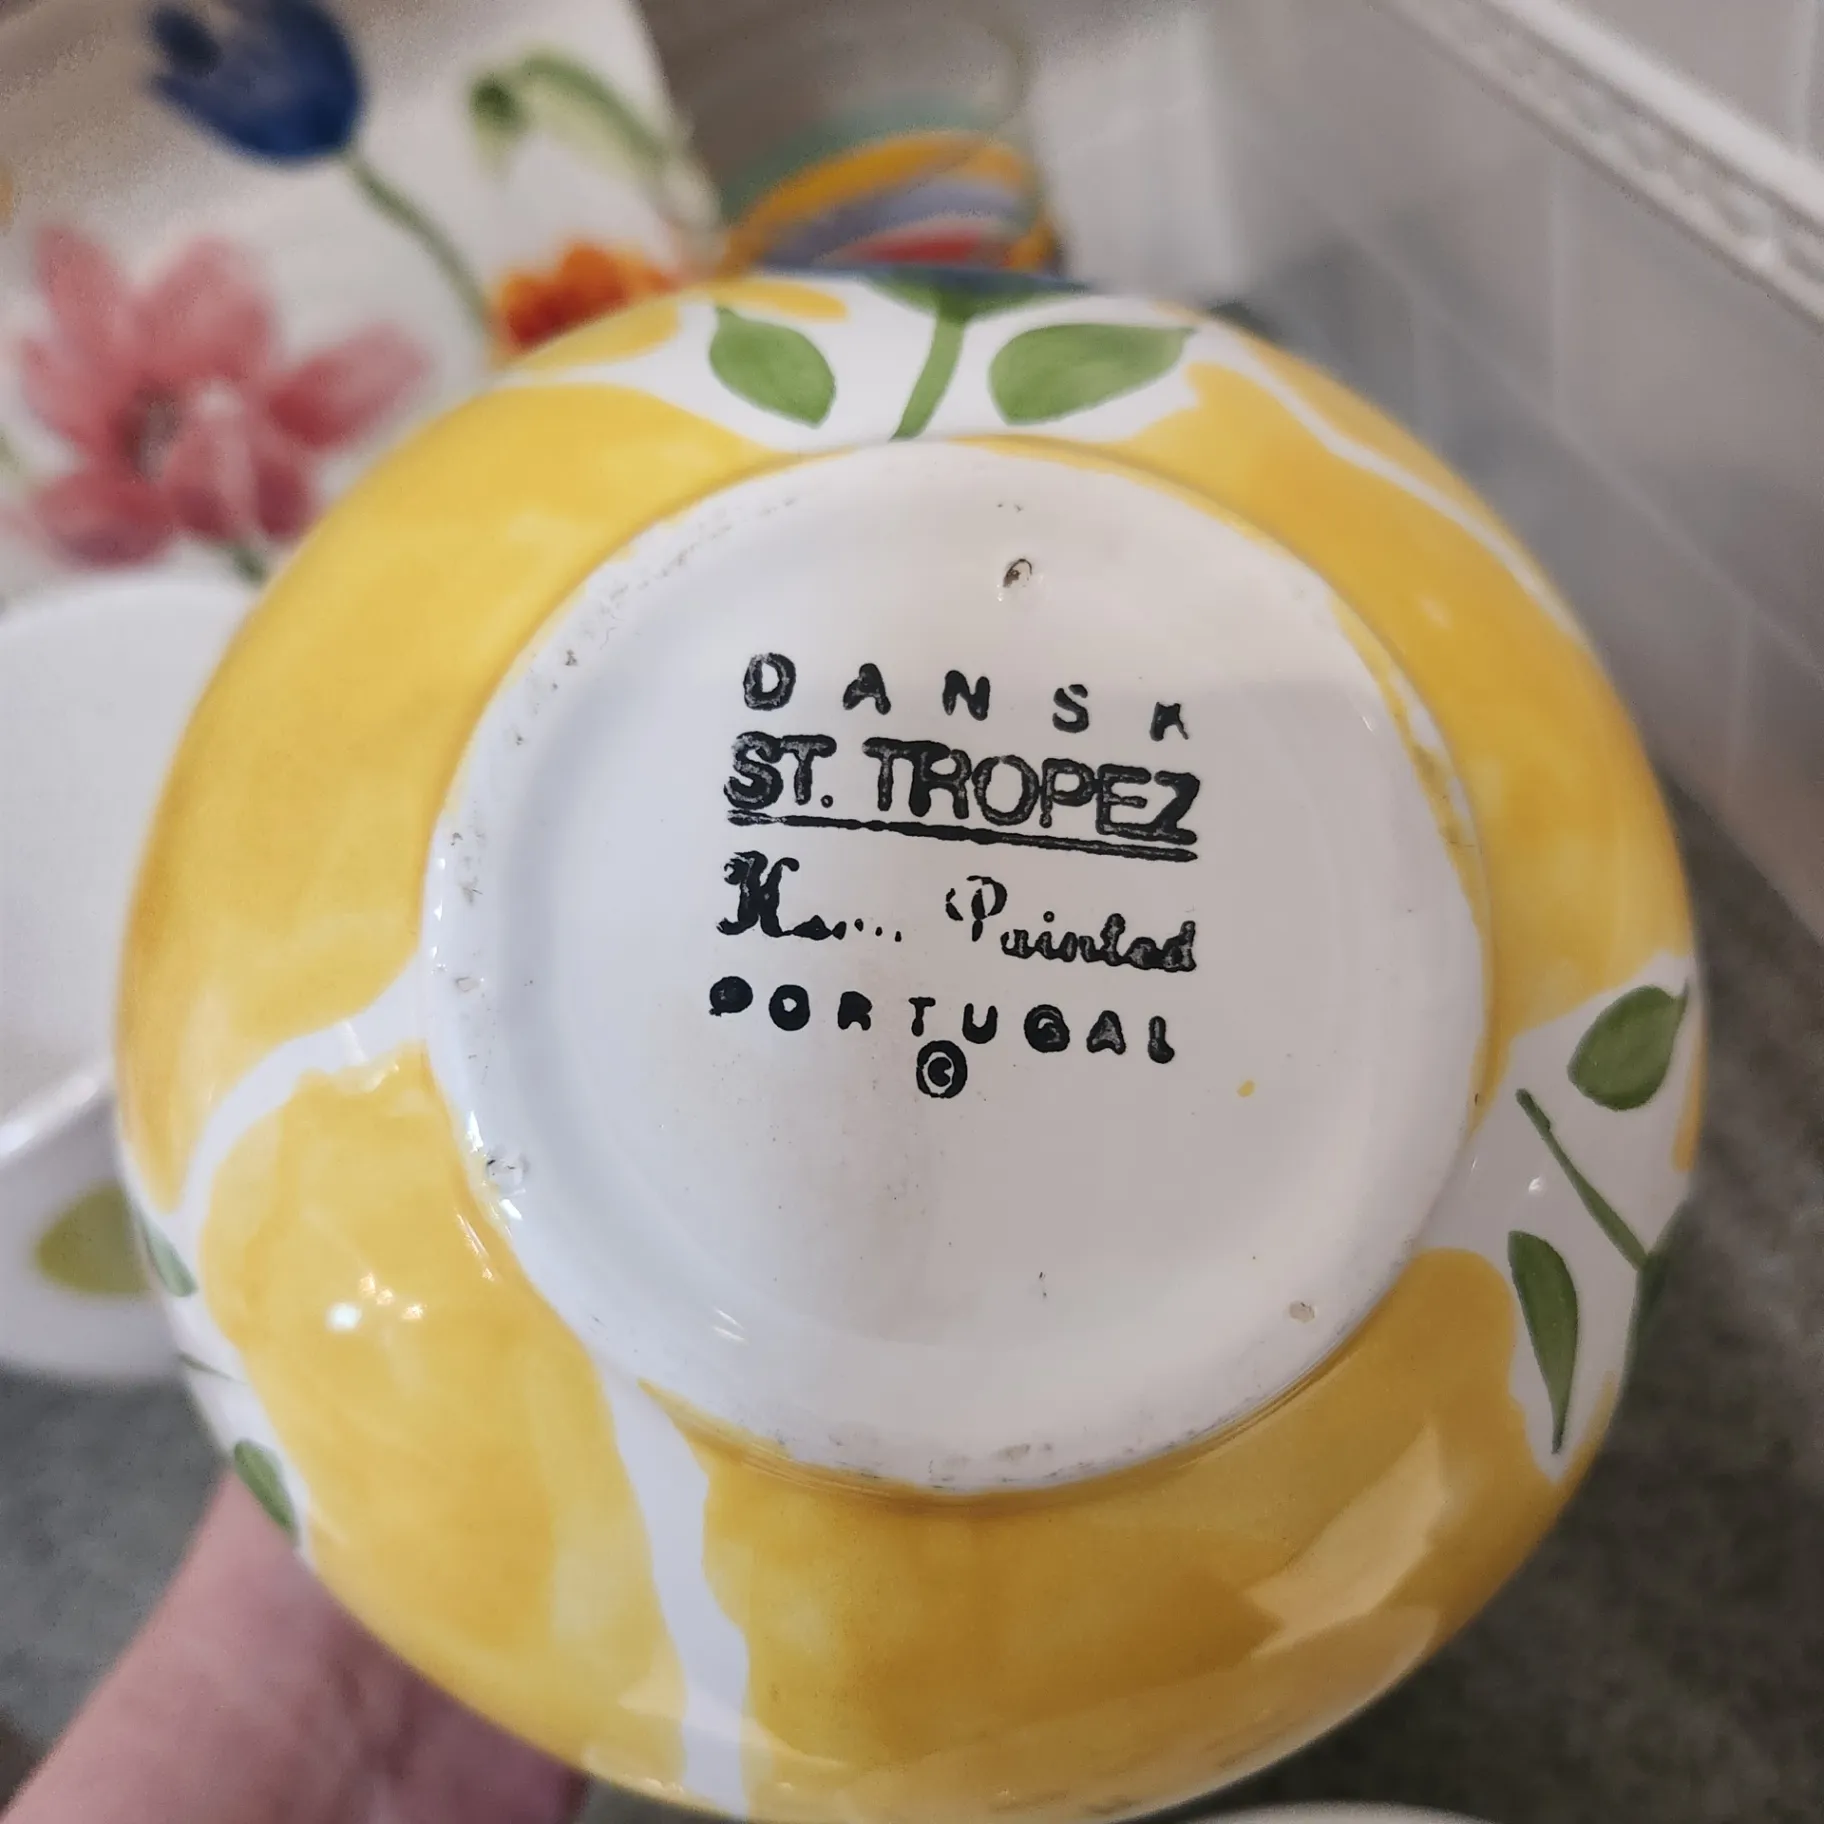 DANSK
ST. TROPEZ
Painted
PORTUGAL
©